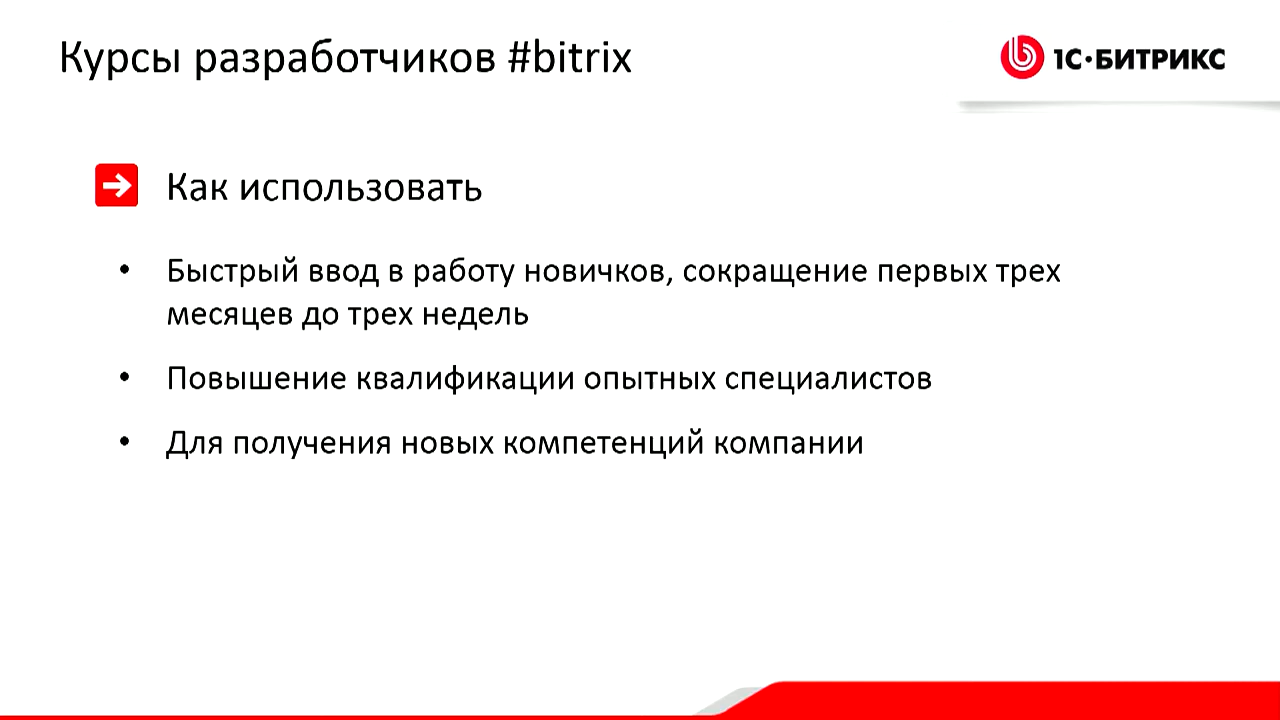 Курсы разработчиков #bitrix
1С·БИТРИКС
Как использовать
• Быстрый ввод в работу новичков, сокращение первых трех
месяцев до трех недель
• Повышение квалификации опытных специалистов
• Для получения новых компетенций компании